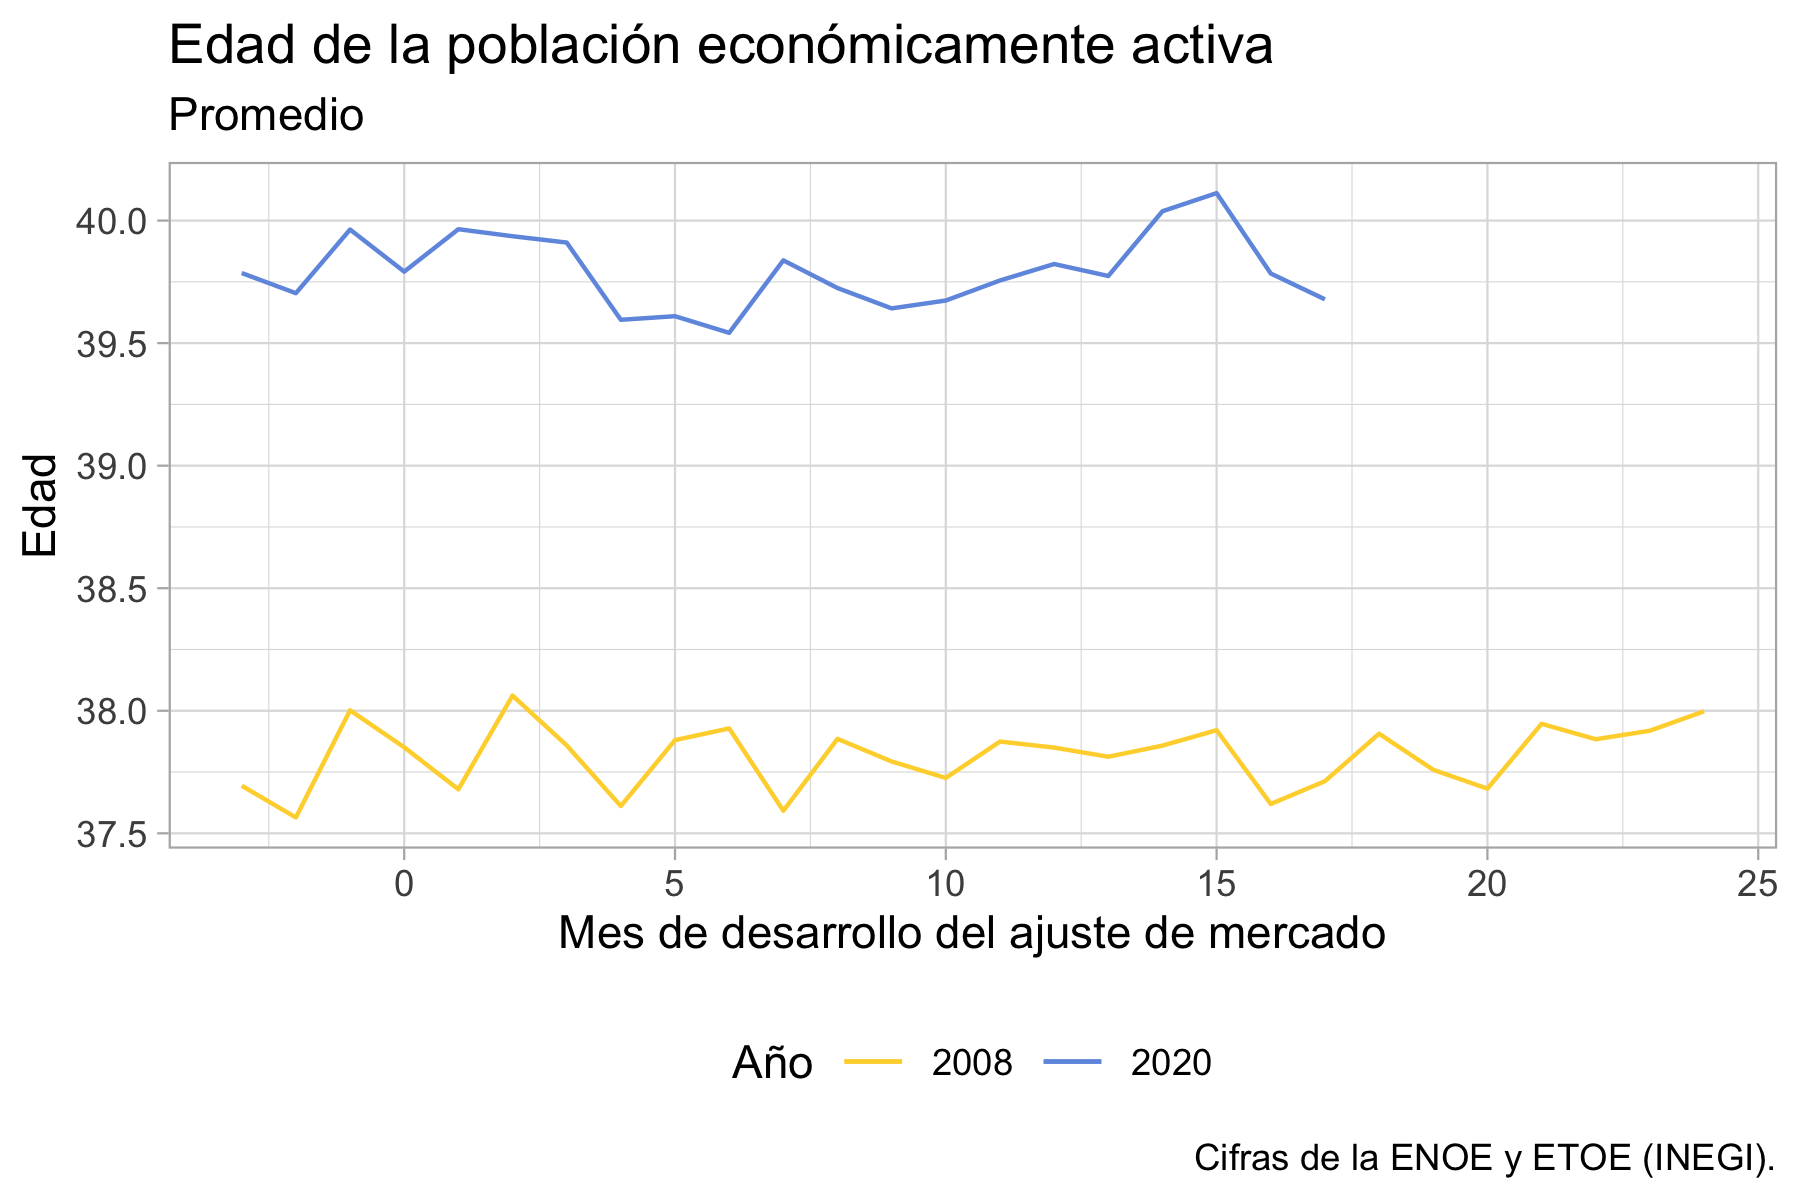 Edad de la población económicamente activa
Promedio
Edad
40.0
39.5
39.0
38.5
38.0
37.5
0 5 10 15 20 25
Mes de desarrollo del ajuste de mercado
Año 2008 2020
Cifras de la ENOE y ETOE (INEGI).